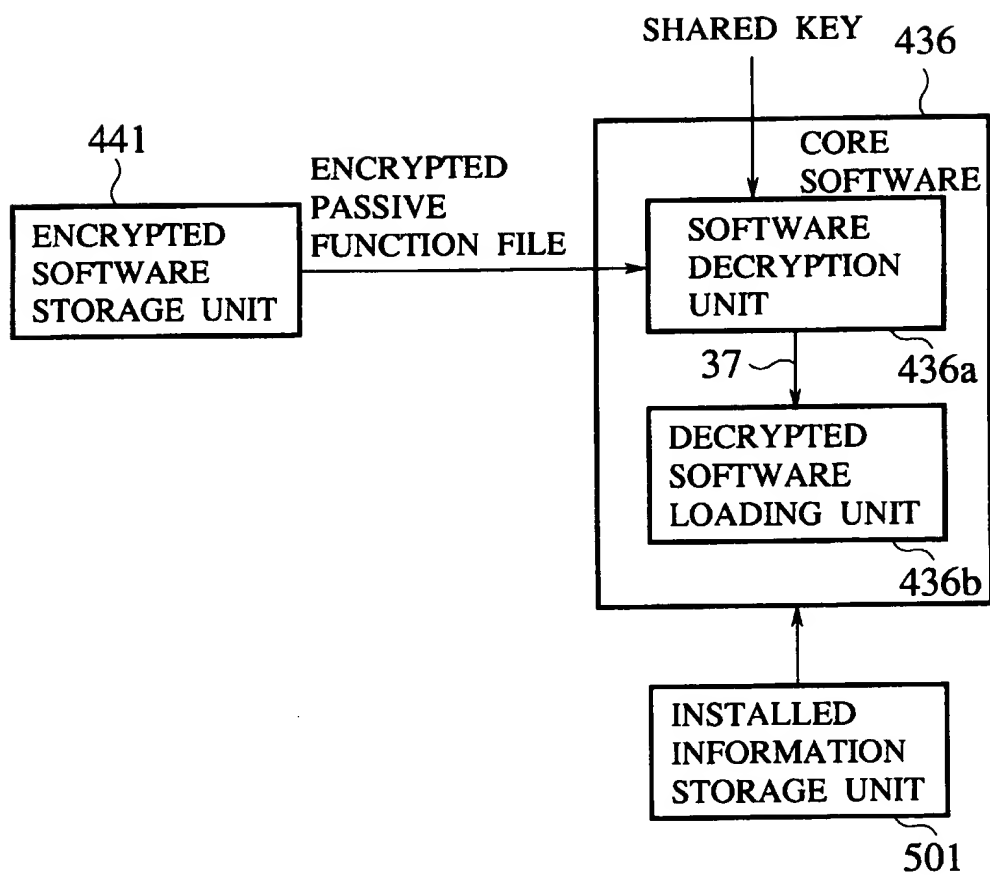 SHARED KEY
436
441
ENCRYPTED
PASSIVE
FUNCTION FILE
CORE
SOFTWARE
ENCRYPTED
SOFTWARE
STORAGE UNIT
SOFTWARE
DECRYPTION
UNIT
37
436a
DECRYPTED
SOFTWARE
LOADING UNIT
436b
INSTALLED
INFORMATION
STORAGE UNIT
501